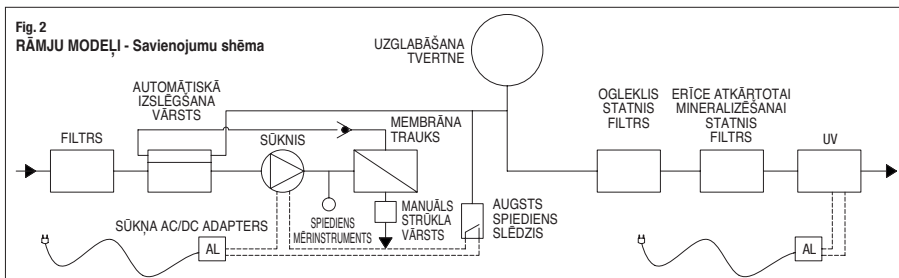 Fig. 2
RĀMJU MODEĻI - Savienojumu shēma
UZGLABĀŠANA
TVERTNE
AUTOMĀTISKĀ
IZSLĒGŠANA
VĀRSTS
FILTRS
SŪKNIS
MEMBRĀNA
TRAUKS
OGLEKLIS
STATNIS
FILTRS
ERĪCE ATKĀRTOTAI
MINERALIZĒŠANAI
STATNIS
FILTRS
UV
SPIEDIENS
MĒRINSTRUMENTS
MANUĀLS
STRŪKLA
VĀRSTS
AUGSTS
SPIEDIENS
SLĒDZIS
SŪKŅA AC/DC ADAPTERS
AL
AL